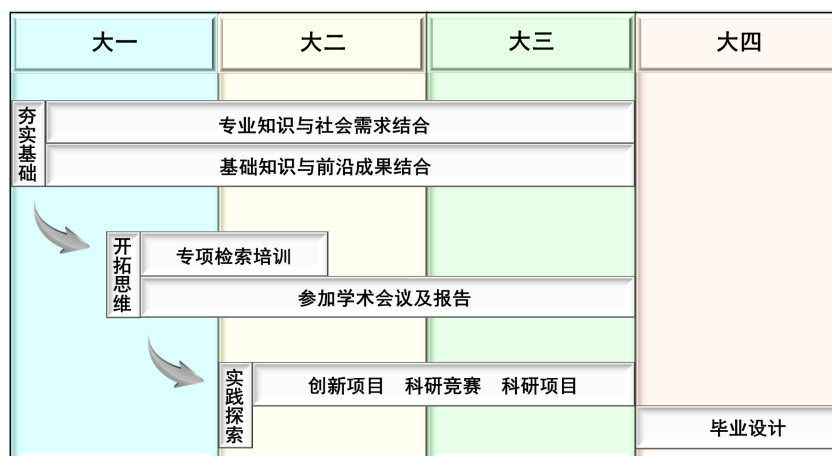 大一 大二 大三 大四
夯实基础
专业知识与社会需求结合
基础知识与前沿成果结合
开拓思维
专项检索培训
参加学术会议及报告
实践探索
创新项目 科研竞赛 科研项目
毕业设计